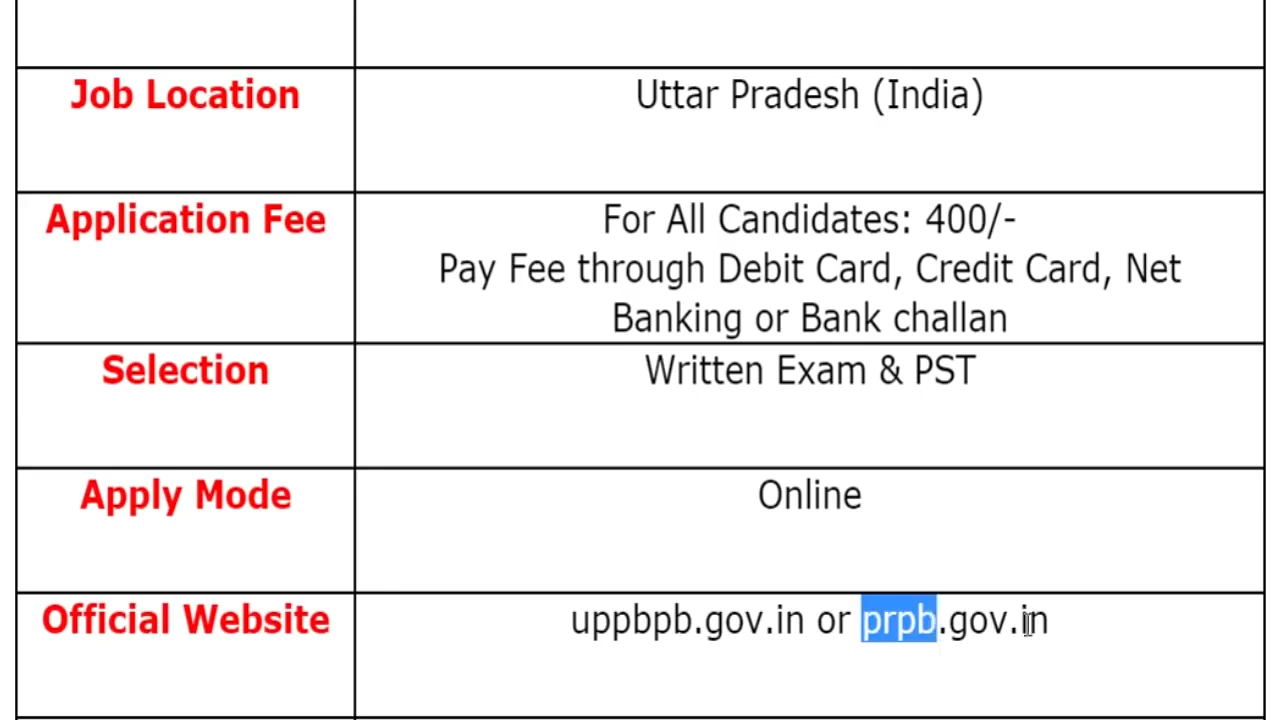 Job Location
Uttar Pradesh (India)
Application Fee
For All Candidates: 400/-
Pay Fee through Debit Card, Credit Card, Net
Banking or Bank challan
Selection
Written Exam & PST
Apply Mode
Online
Official Website
uppbpb.gov.in or prpb.gov.in